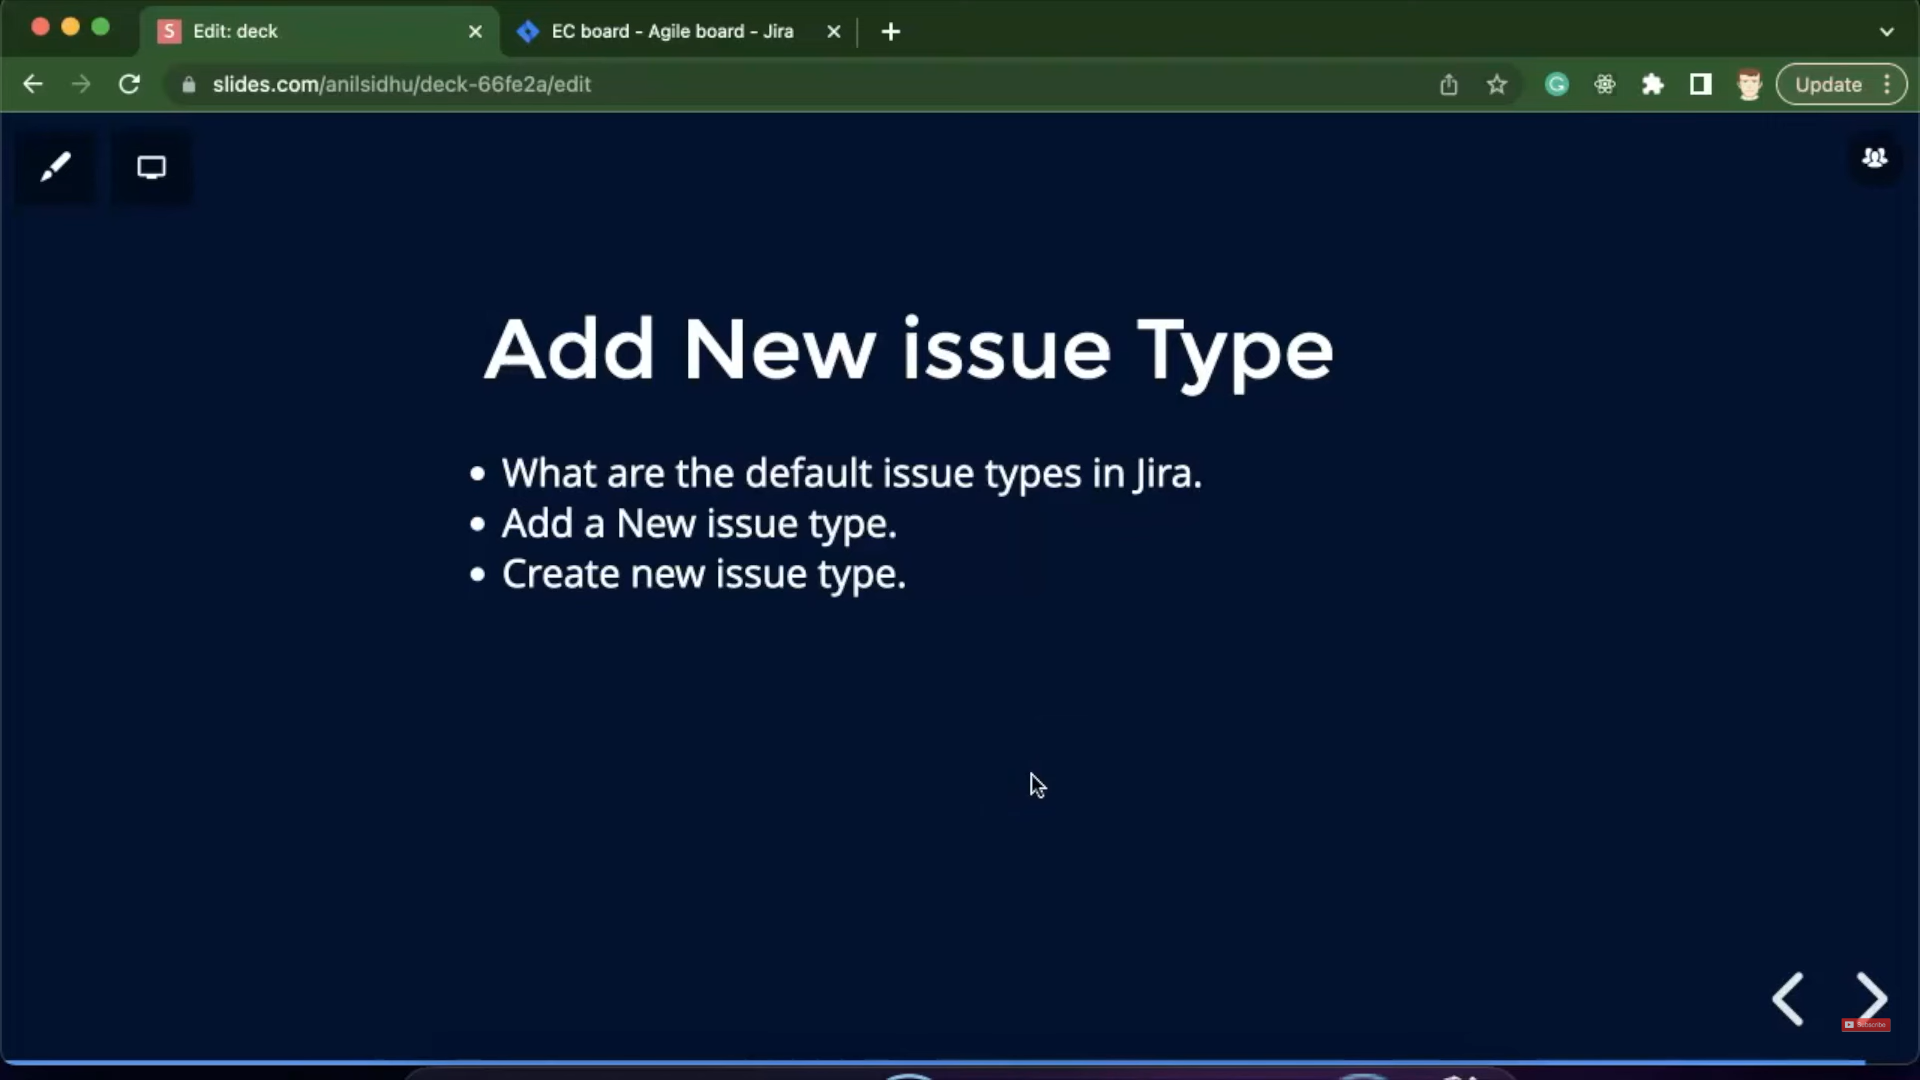 S Edit: deck
EC board - Agile board - Jira
slides.com/anilsidhu/deck-66fe2a/edit
G
Update
Add New issue Type
• What are the default issue types in Jira.
• Add a New issue type.
• Create new issue type.
Subscribe